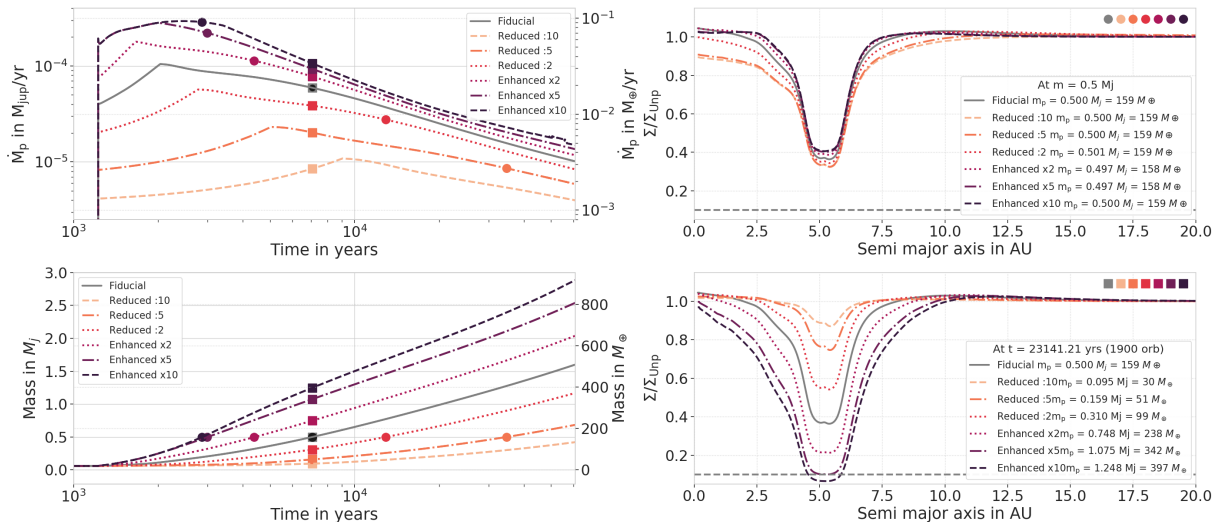 Ṁp in Mjup/yr
10⁻⁴
10⁻⁵
10³
10⁴
Time in years
10⁻¹
10⁻²
10⁻³
Ṁp in M⊕/yr
Fiducial
Reduced :10
Reduced :5
Reduced :2
Enhanced x2
Enhanced x5
Enhanced x10
Σ/ΣUnp
1.0
0.8
0.6
0.4
0.2
0.0
2.5
5.0
7.5
10.0
12.5
15.0
17.5
20.0
Semi major axis in AU
At m = 0.5 Mj
Fiducial mp = 0.500 Mj = 159 M⊕
Reduced :10 mp = 0.500 Mj = 159 M⊕
Reduced :5 mp = 0.500 Mj = 159 M⊕
Reduced :2 mp = 0.501 Mj = 159 M⊕
Enhanced x2 mp = 0.497 Mj = 158 M⊕
Enhanced x5 mp = 0.497 Mj = 158 M⊕
Enhanced x10 mp = 0.500 Mj = 159 M⊕
Mass in Mj
3.0
2.5
2.0
1.5
1.0
0.5
0.0
10³
10⁴
Time in years
800
600
400
200
0
Mass in M⊕
Fiducial
Reduced :10
Reduced :5
Reduced :2
Enhanced x2
Enhanced x5
Enhanced x10
Σ/ΣUnp
1.0
0.8
0.6
0.4
0.2
0.0
2.5
5.0
7.5
10.0
12.5
15.0
17.5
20.0
Semi major axis in AU
At t = 23141.21 yrs (1900 orb)
Fiducial mp = 0.500 Mj = 159 M⊕
Reduced :10mp = 0.095 Mj = 30 M⊕
Reduced :5mp = 0.159 Mj = 51 M⊕
Reduced :2mp = 0.310 Mj = 99 M⊕
Enhanced x2mp = 0.748 Mj = 238 M⊕
Enhanced x5mp = 1.075 Mj = 342 M⊕
Enhanced x10mp = 1.248 Mj = 397 M⊕